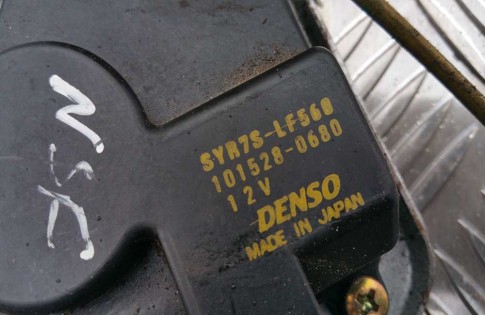 SYR7S-LF560
101528-0680
12V
DENSO
MADE IN JAPAN